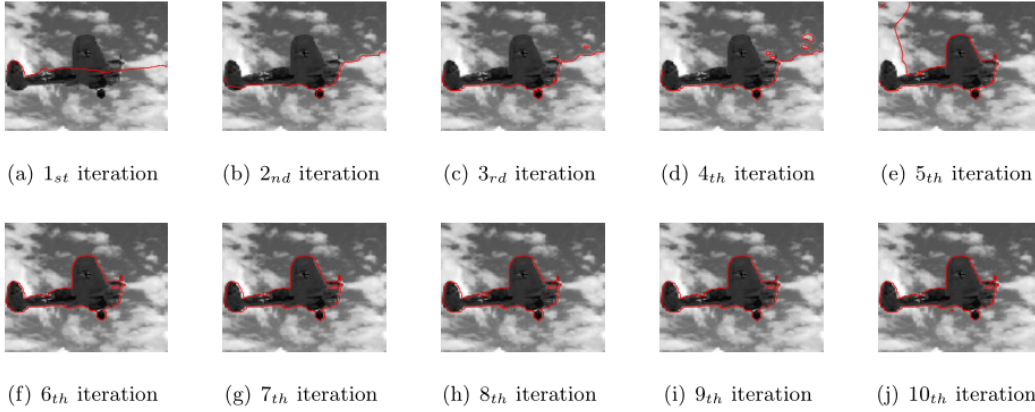 (a) 1st iteration
(b) 2nd iteration
(c) 3rd iteration
(d) 4th iteration
(e) 5th iteration
(f) 6th iteration
(g) 7th iteration
(h) 8th iteration
(i) 9th iteration
(j) 10th iteration